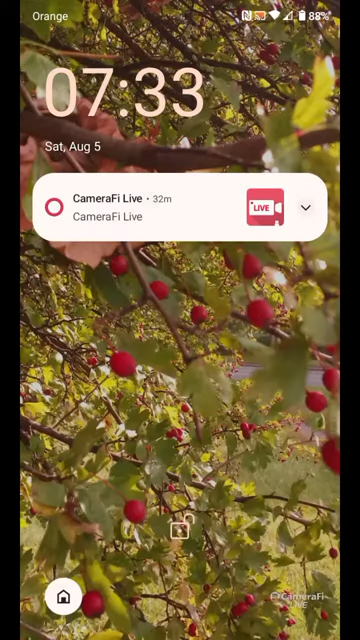 Orange
88%
07:33
Sat, Aug 5
CameraFi Live • 32m
CameraFi Live
LIVE
CameraFi
LIVE